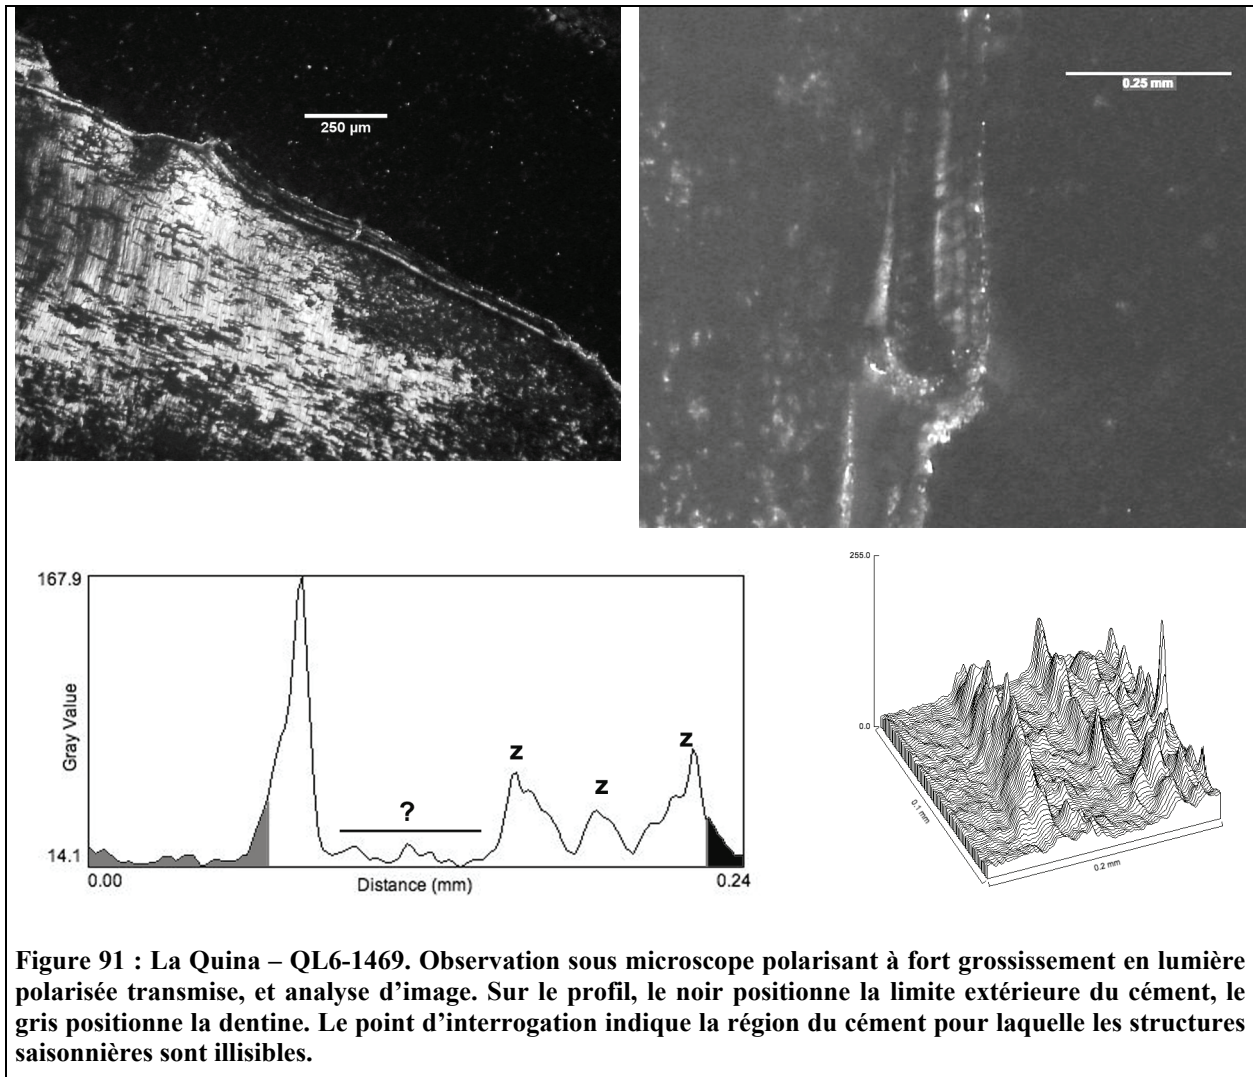 250 µm
0.25 mm
167.9
Gray Value
14.1
?
z
z
z
0.00
Distance (mm)
0.24
255.0
0.0
0.1 mm
0.2 mm
Figure 91 : La Quina – QL6-1469. Observation sous microscope polarisant à fort grossissement en lumière
polarisée transmise, et analyse d’image. Sur le profil, le noir positionne la limite extérieure du cément, le
gris positionne la dentine. Le point d’interrogation indique la région du cément pour laquelle les structures
saisonnières sont illisibles.